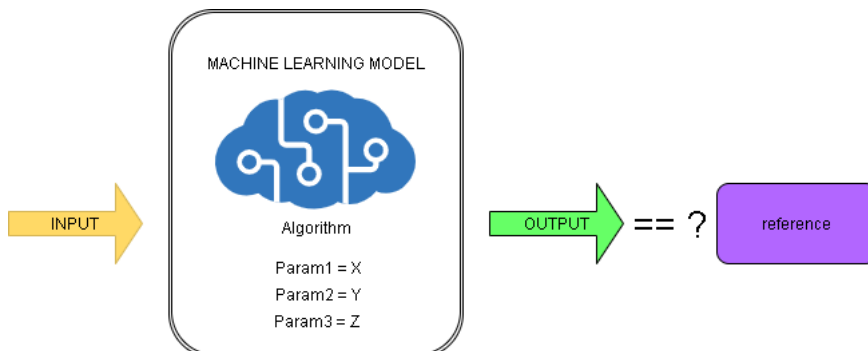 MACHINE LEARNING MODEL
INPUT
Algorithm
Param1 = X
Param2 = Y
Param3 = Z
OUTPUT
== ?
reference